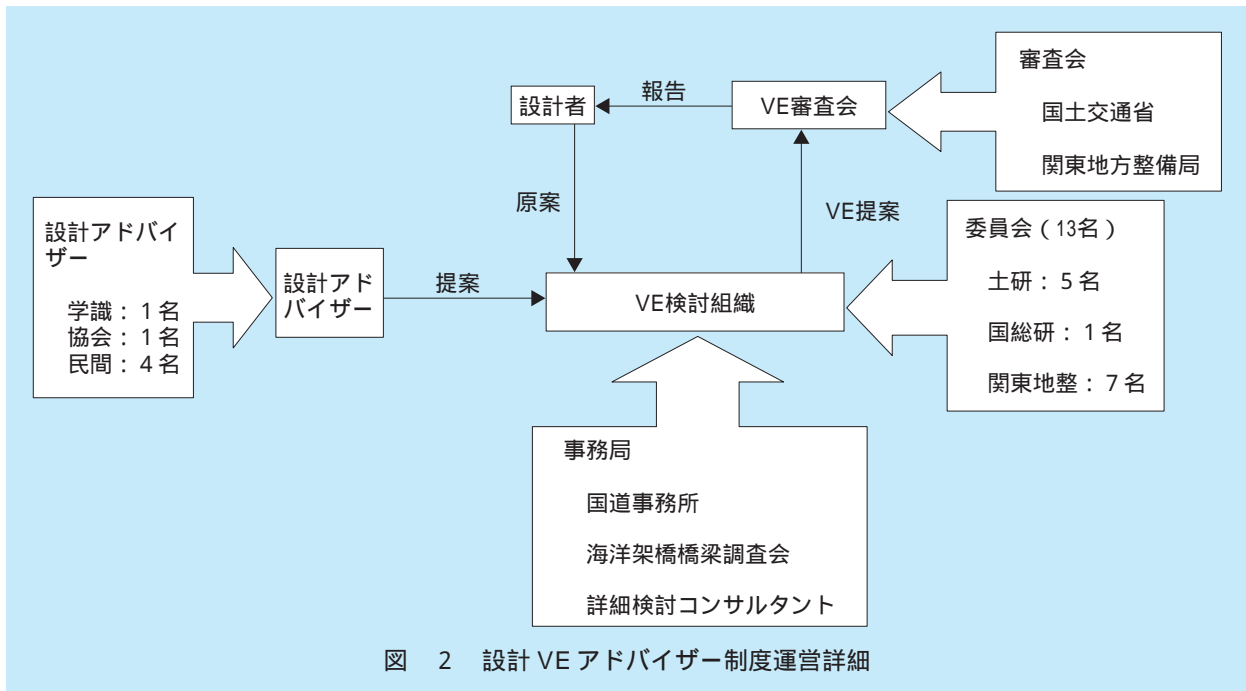 審査会
国土交通省
関東地方整備局
設計者
報告
VE審査会
原案
VE提案
設計アドバイ
ザー
学識：1名
協会：1名
民間：4名
設計アド
バイザー
提案
VE検討組織
委員会（13名）
土研：5名
国総研：1名
関東地整：7名
事務局
国道事務所
海洋架橋橋梁調査会
詳細検討コンサルタント
図　2　設計 VE アドバイザー制度運営詳細